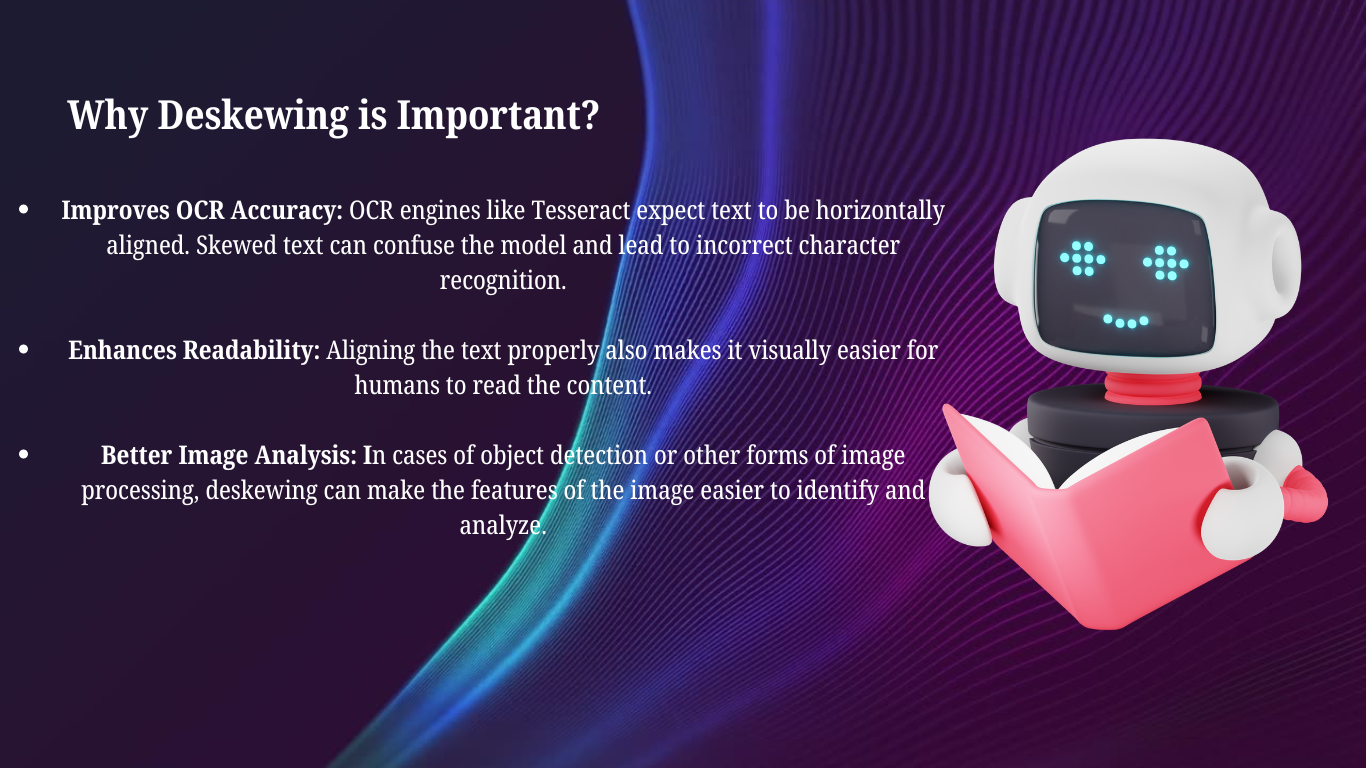 Why Deskewing is Important?
• Improves OCR Accuracy: OCR engines like Tesseract expect text to be horizontally
aligned. Skewed text can confuse the model and lead to incorrect character
recognition.
• Enhances Readability: Aligning the text properly also makes it visually easier for
humans to read the content.
• Better Image Analysis: In cases of object detection or other forms of image
processing, deskewing can make the features of the image easier to identify and
analyze.